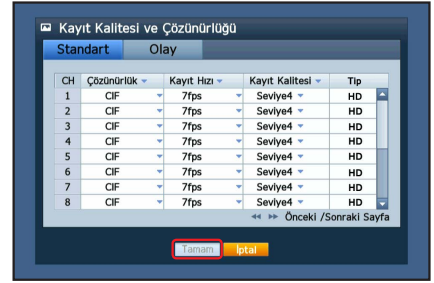 Kayıt Kalitesi ve Çözünürlüğü
Standart Olay
CH Çözünürlük Kayıt Hızı Kayıt Kalitesi Tip
1 CIF 7fps Seviye4 HD
2 CIF 7fps Seviye4 HD
3 CIF 7fps Seviye4 HD
4 CIF 7fps Seviye4 HD
5 CIF 7fps Seviye4 HD
6 CIF 7fps Seviye4 HD
7 CIF 7fps Seviye4 HD
8 CIF 7fps Seviye4 HD
Önceki /Sonraki Sayfa
Tamam İptal